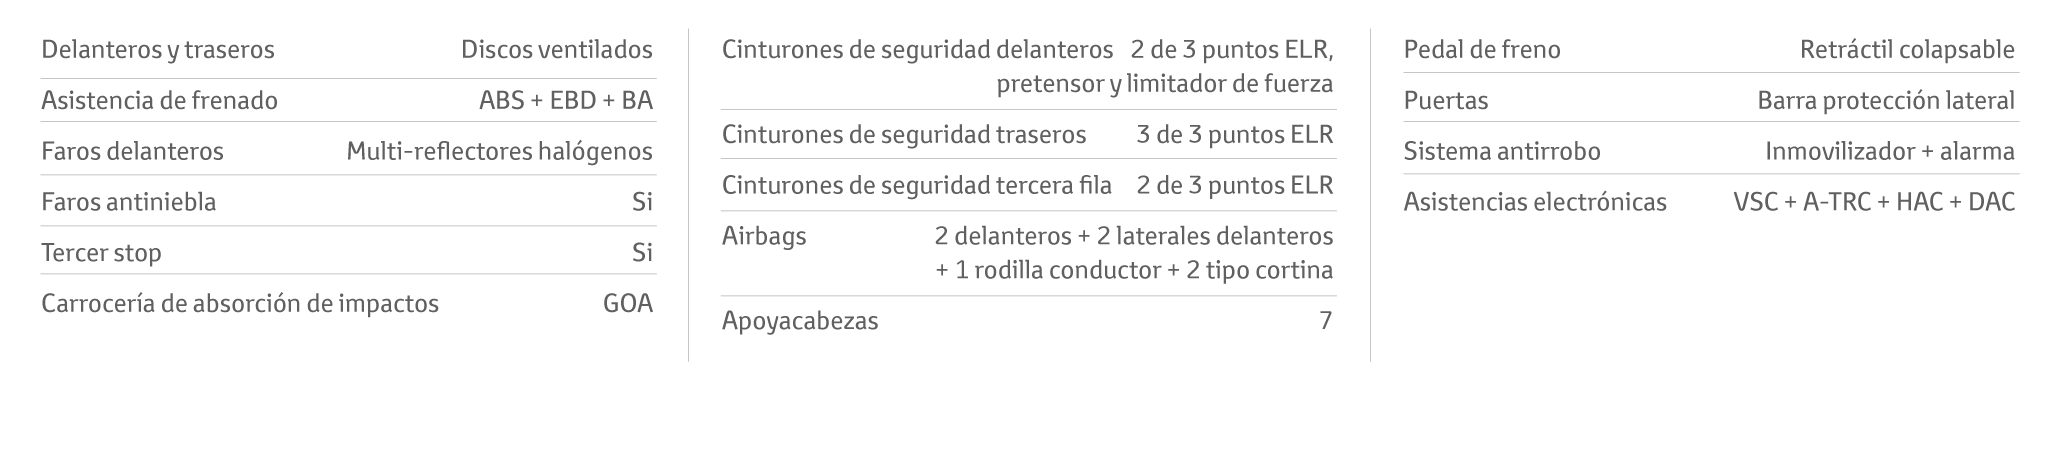 Delanteros y traseros Discos ventilados
Asistencia de frenado ABS + EBD + BA
Faros delanteros Multi-reflectores halógenos
Faros antiniebla Si
Tercer stop Si
Carrocería de absorción de impactos GOA
Cinturones de seguridad delanteros 2 de 3 puntos ELR,
pretensor y limitador de fuerza
Cinturones de seguridad traseros 3 de 3 puntos ELR
Cinturones de seguridad tercera fila 2 de 3 puntos ELR
Airbags 2 delanteros + 2 laterales delanteros
+ 1 rodilla conductor + 2 tipo cortina
Apoyacabezas 7
Pedal de freno Retráctil colapsable
Puertas Barra protección lateral
Sistema antirrobo Inmovilizador + alarma
Asistencias electrónicas VSC + A-TRC + HAC + DAC